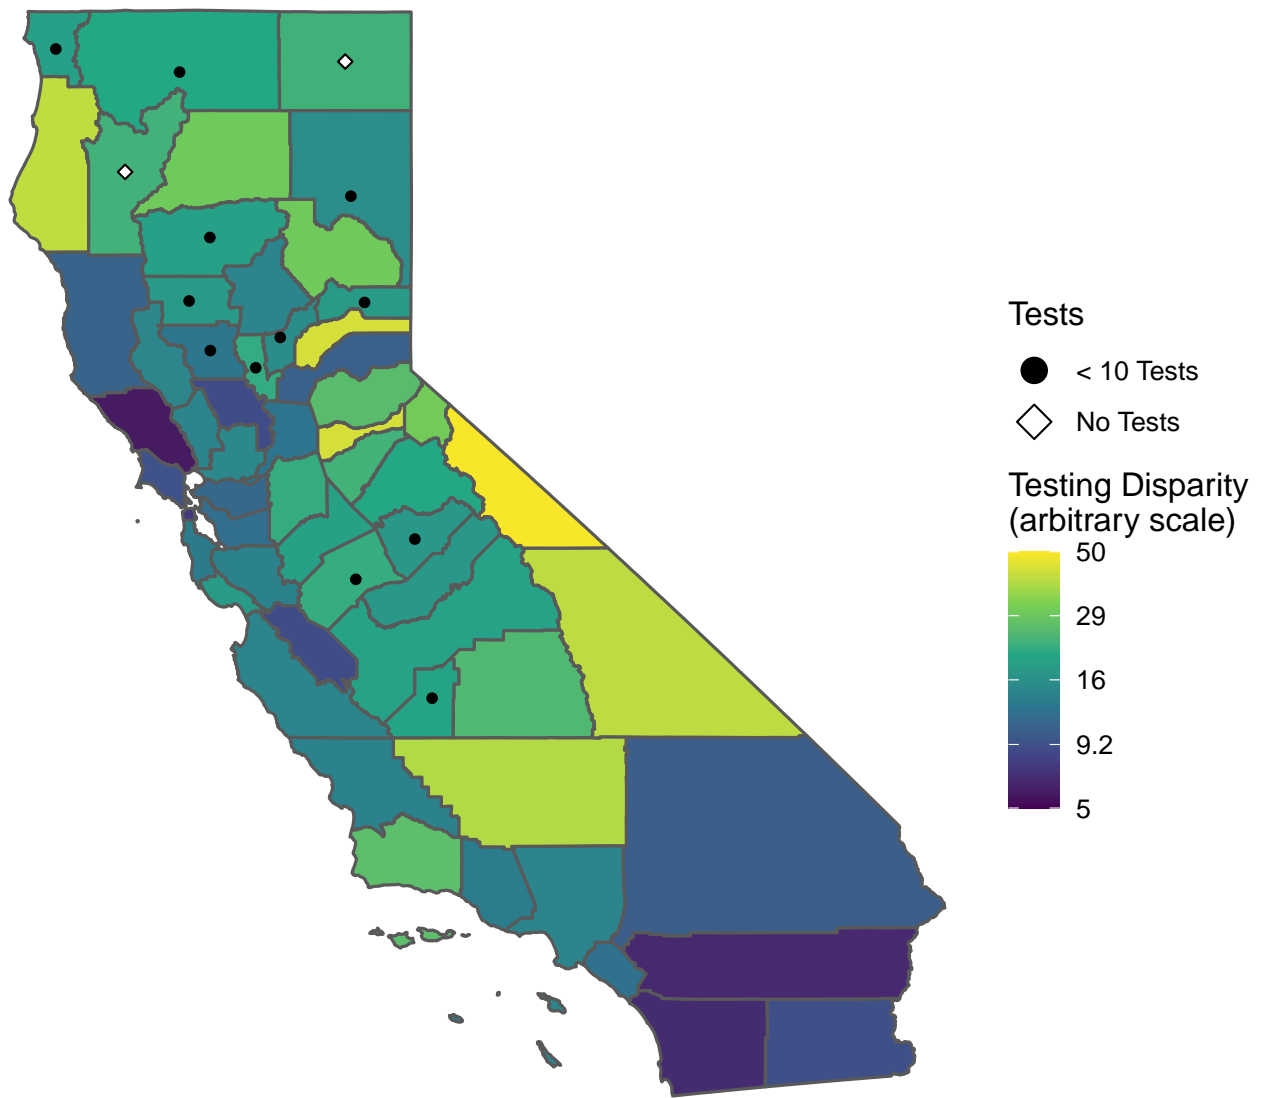 Tests
< 10 Tests
No Tests
Testing Disparity
(arbitrary scale)
50
29
16
9.2
5